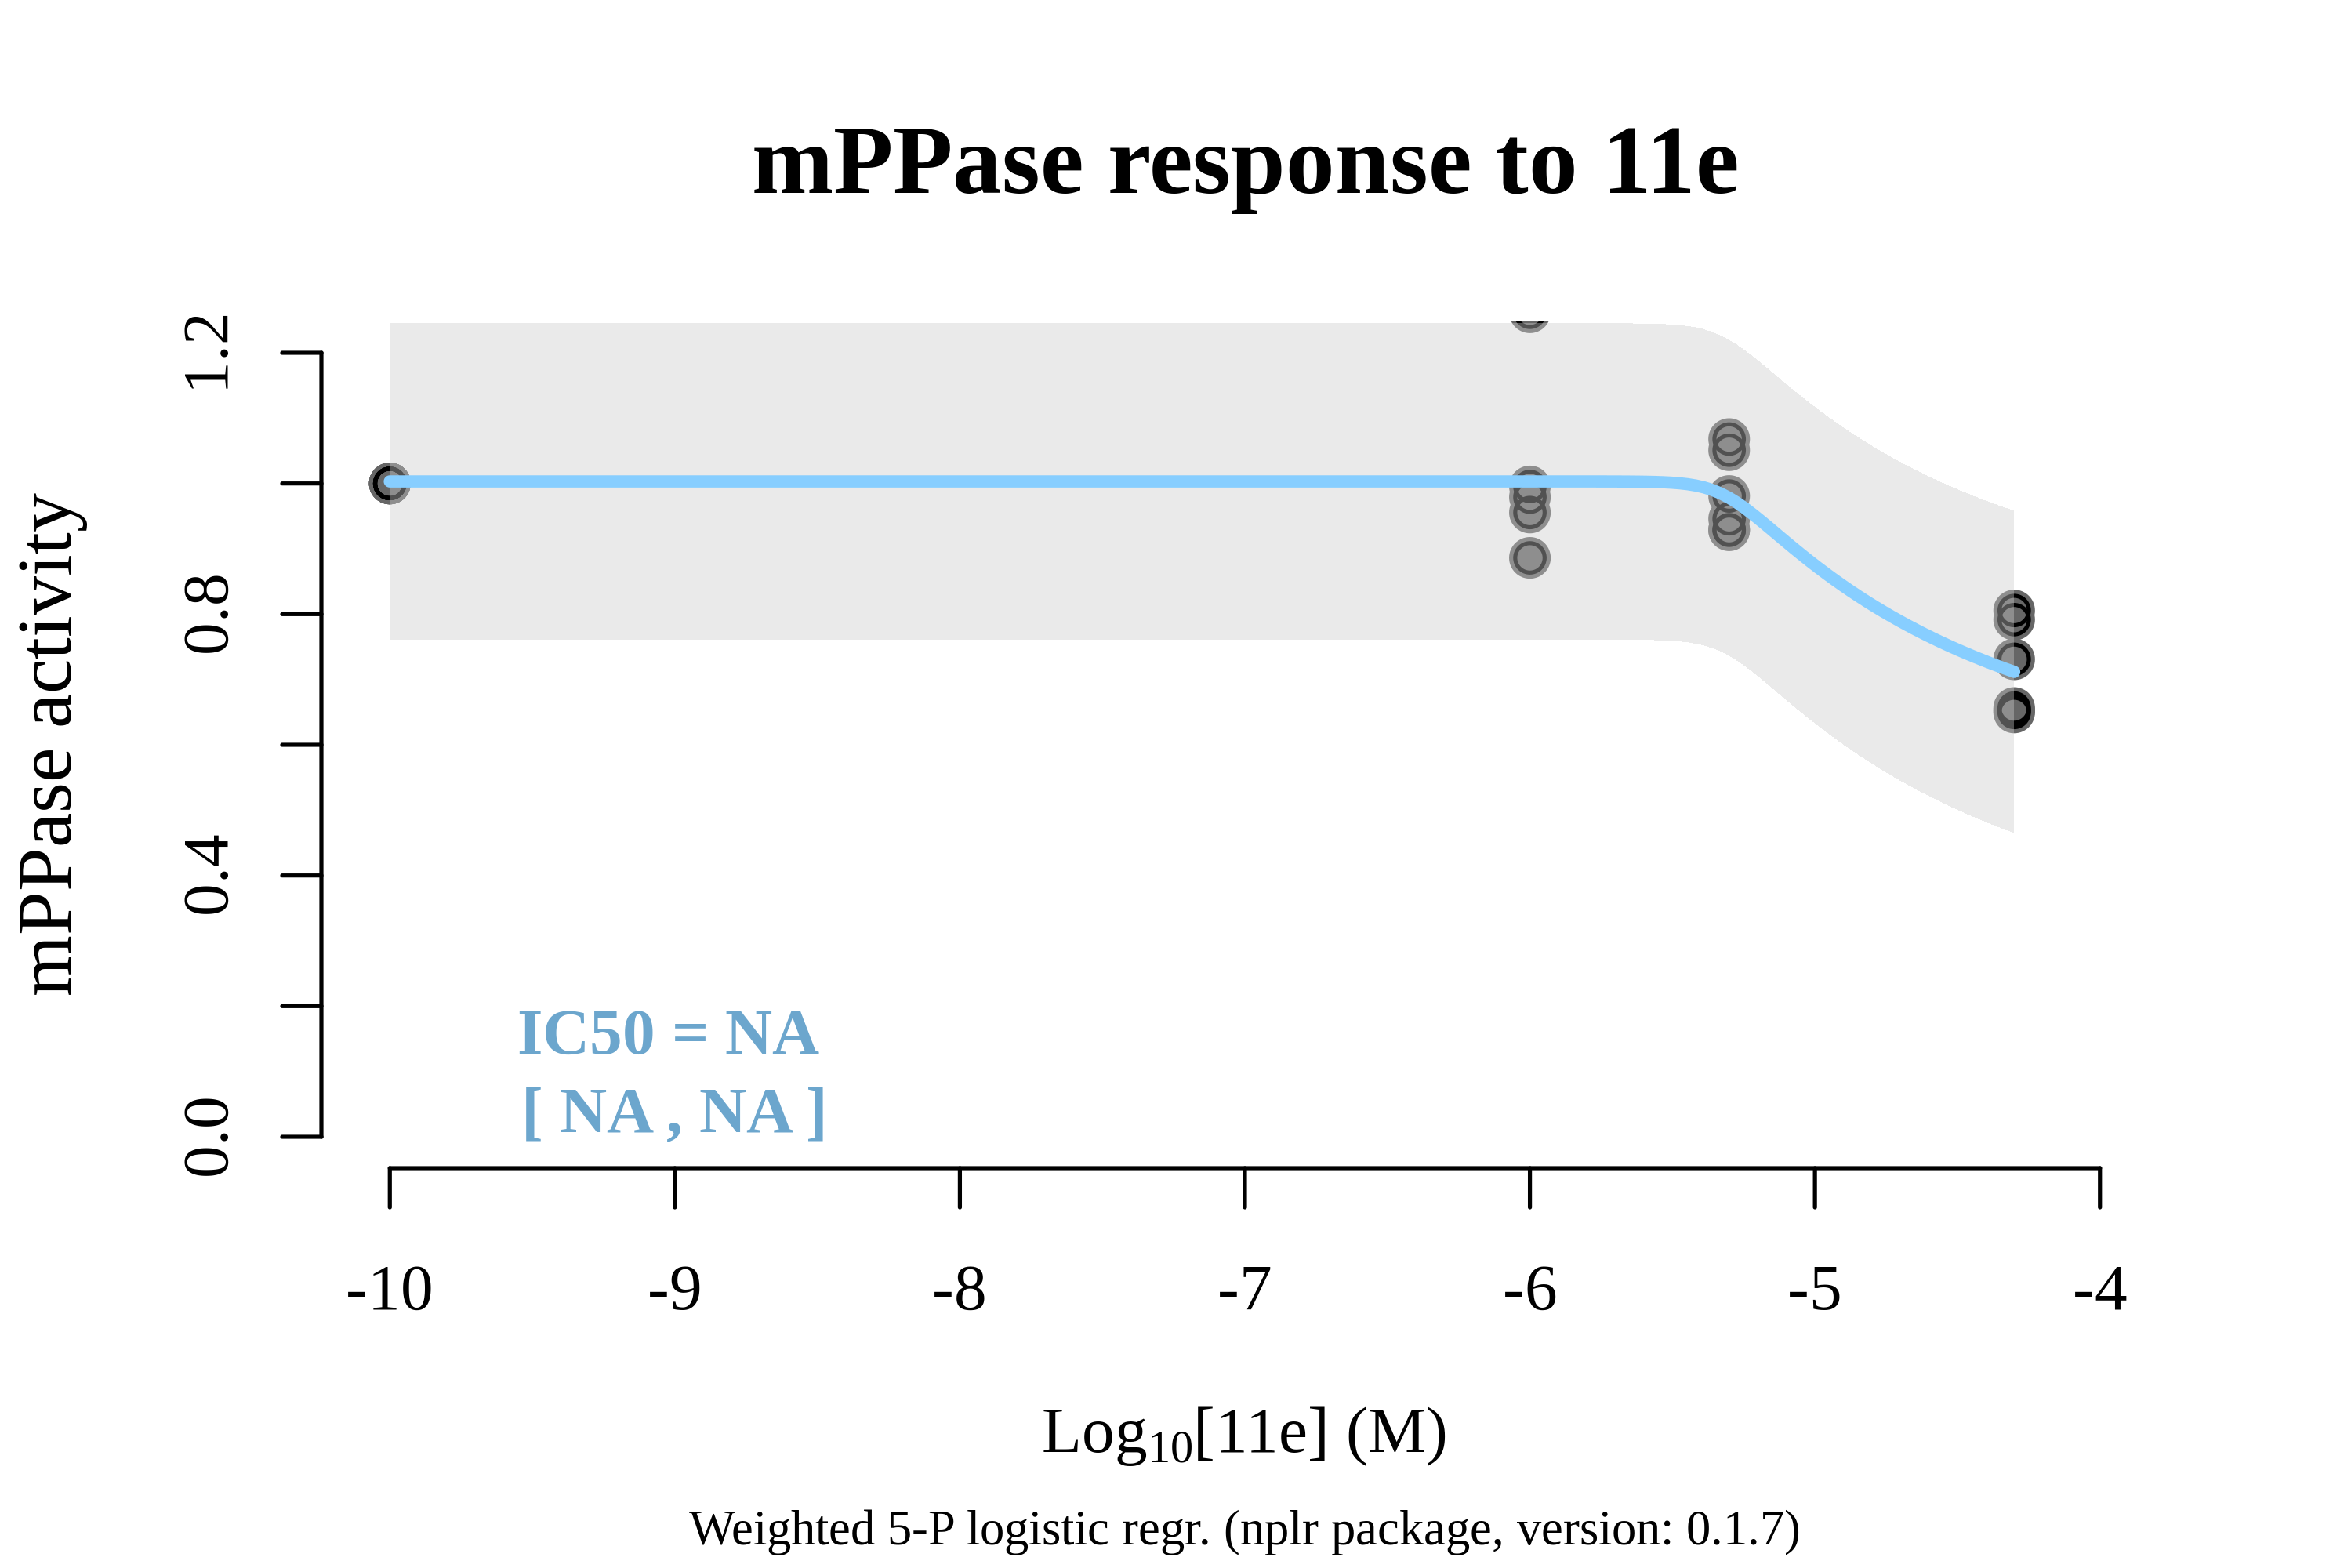 mPPase response to 11e
mPPase activity
1.2
0.8
0.4
0.0
IC50 = NA
[ NA , NA ]
-10 -9 -8 -7 -6 -5 -4
Log₁₀[11e] (M)
Weighted 5-P logistic regr. (nplr package, version: 0.1.7)